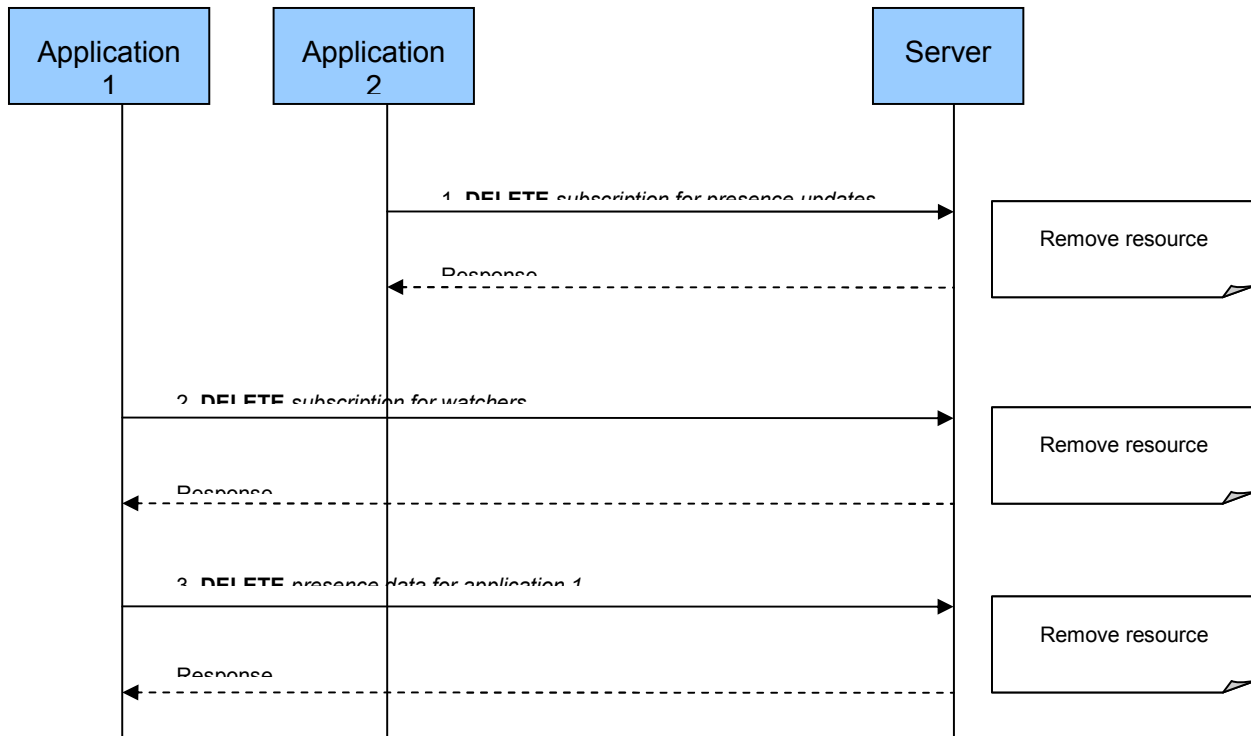 Application
1
Application
2
Server
1. DELETE subscription for presence updates
Remove resource
Response
2. DELETE subscription for watchers
Remove resource
Response
3. DELETE presence data for application 1
Remove resource
Response